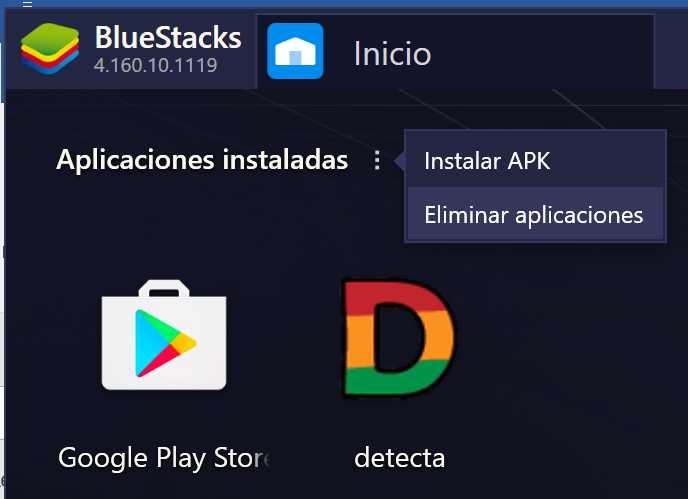 BlueStacks
4.160.10.1119
Inicio
Aplicaciones instaladas
Instalar APK
Eliminar aplicaciones
D
Google Play Store
detecta